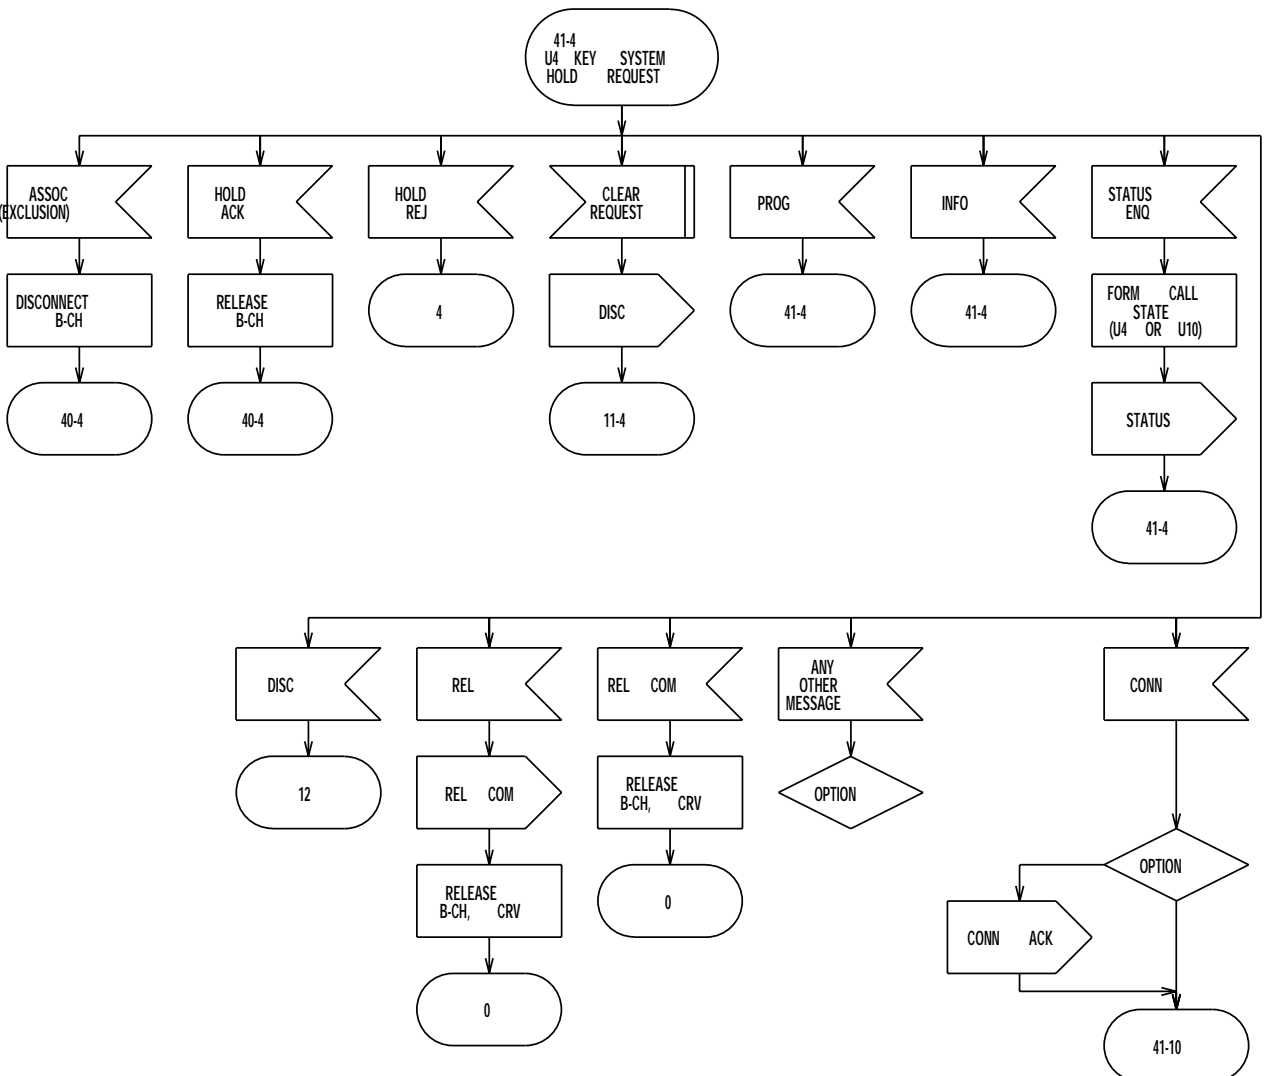 41-4
U4 KEY SYSTEM
HOLD REQUEST
ASSOC
(EXCLUSION)
HOLD
ACK
HOLD
REJ
CLEAR
REQUEST
PROG
INFO
STATUS
ENQ
DISCONNECT
B-CH
RELEASE
B-CH
4
DISC
41-4
41-4
FORM CALL
STATE
(U4 OR U10)
40-4
40-4
11-4
STATUS
41-4
DISC
REL
REL COM
ANY
OTHER
MESSAGE
CONN
12
REL COM
RELEASE
B-CH, CRV
OPTION
RELEASE
B-CH, CRV
0
OPTION
CONN ACK
0
41-10